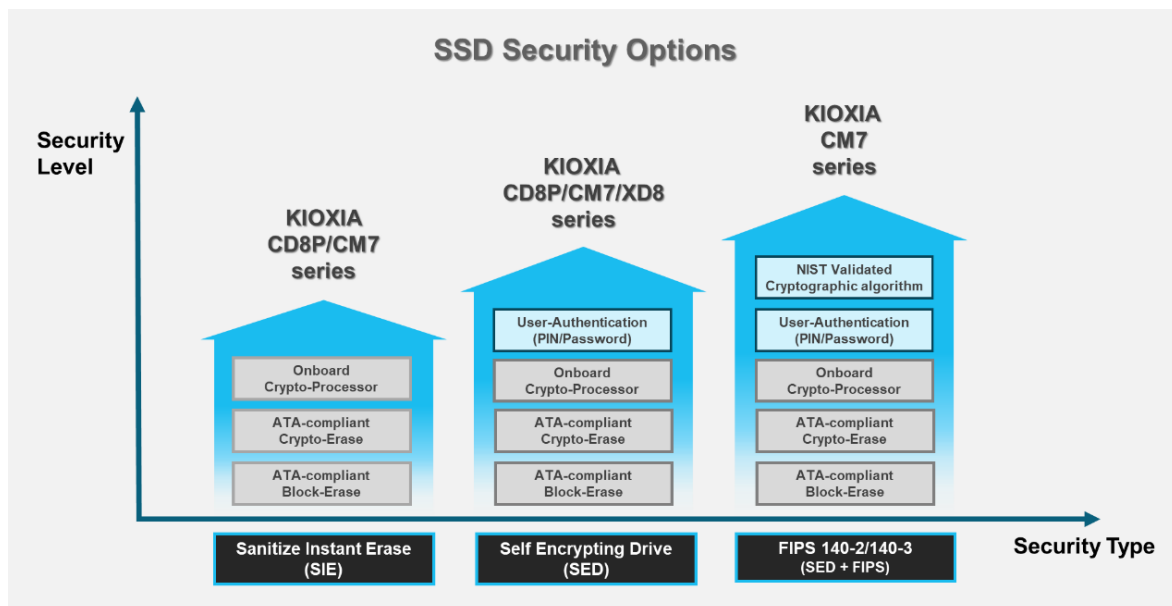 SSD Security Options
Security
Level
KIOXIA
CD8P/CM7
series
KIOXIA
CD8P/CM7/XD8
series
KIOXIA
CM7
series
Onboard
Crypto-Processor
ATA-compliant
Crypto-Erase
ATA-compliant
Block-Erase
User-Authentication
(PIN/Password)
Onboard
Crypto-Processor
ATA-compliant
Crypto-Erase
ATA-compliant
Block-Erase
NIST Validated
Cryptographic algorithm
User-Authentication
(PIN/Password)
Onboard
Crypto-Processor
ATA-compliant
Crypto-Erase
ATA-compliant
Block-Erase
Sanitize Instant Erase
(SIE)
Self Encrypting Drive
(SED)
FIPS 140-2/140-3
(SED + FIPS)
Security Type